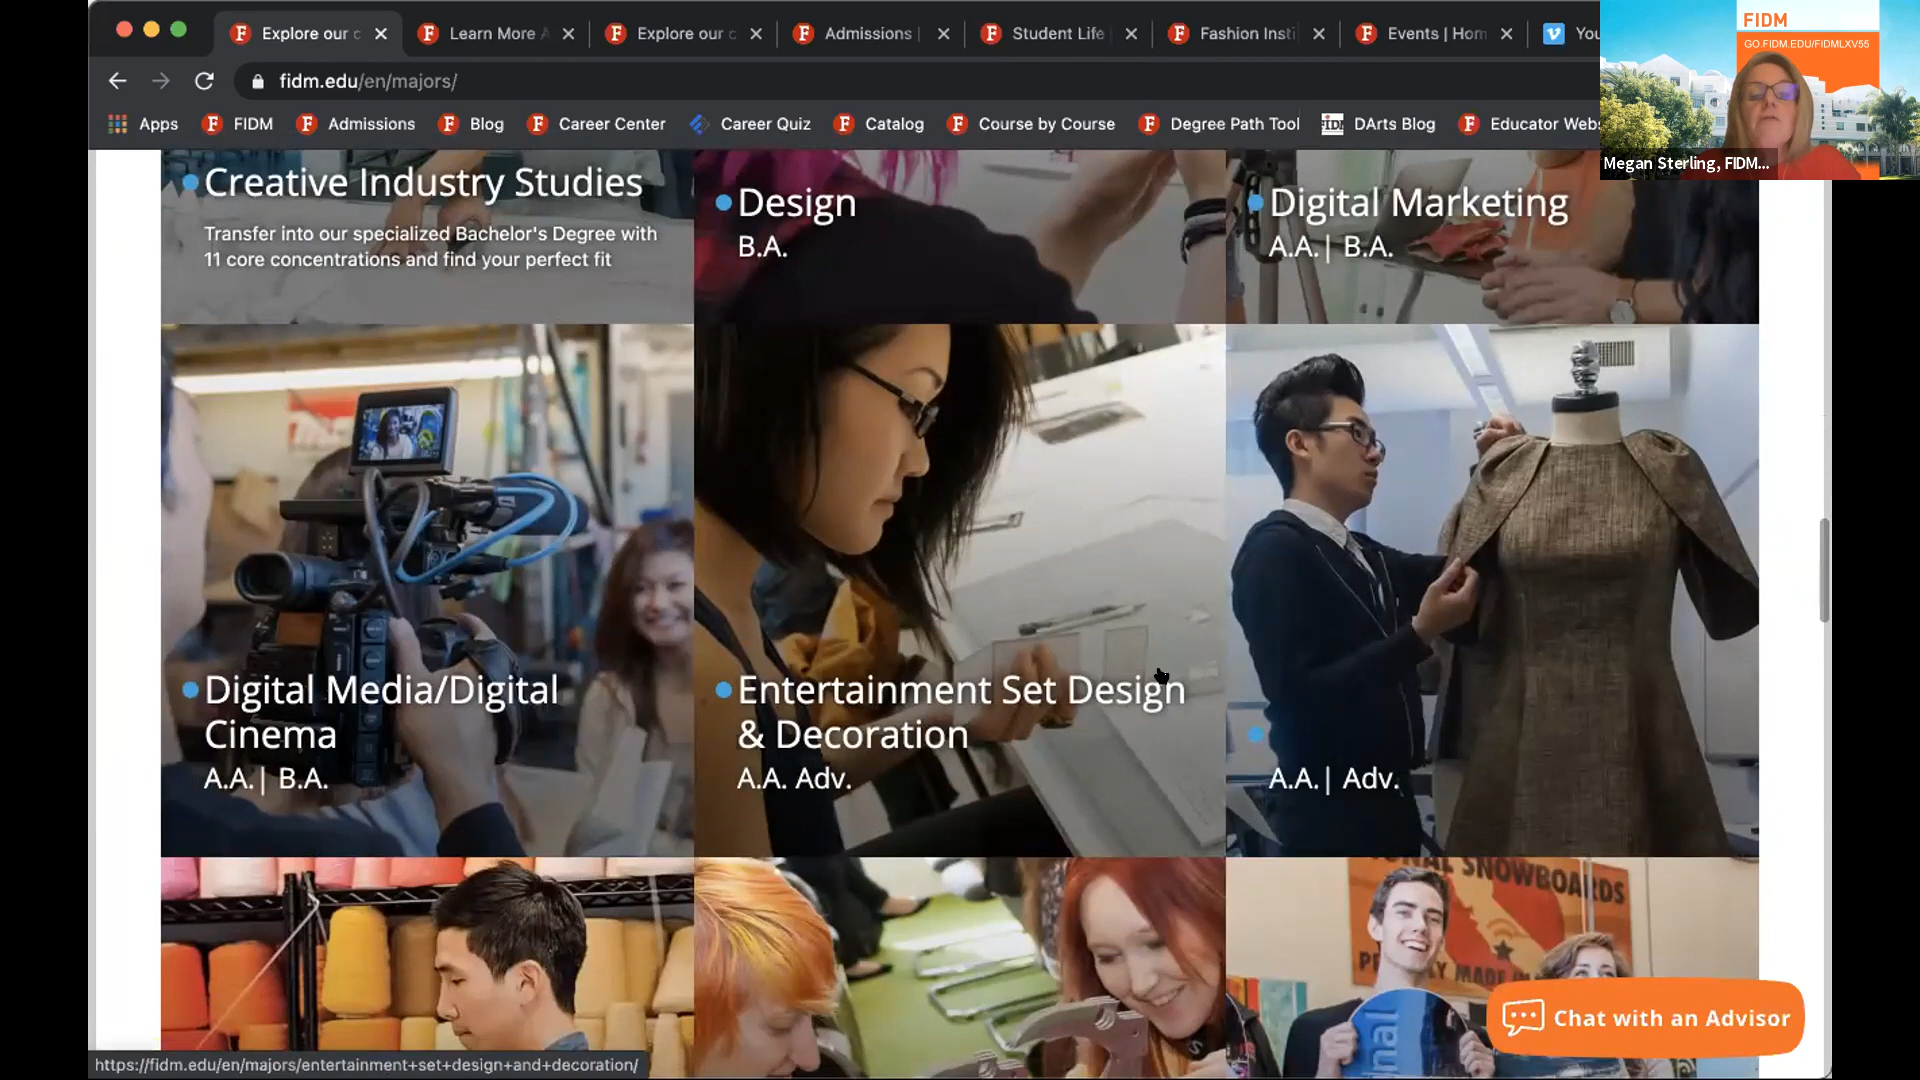 Explore our c
Learn More A
Explore our c
Admissions |
Student Life
Fashion Insti
Events | Hom
You
FIDM
GO.FIDM.EDU/FIDMLXV55
fidm.edu/en/majors/
Apps
FIDM
Admissions
Blog
Career Center
Career Quiz
Catalog
Course by Course
Degree Path Tool
DArts Blog
Educator Webs
Megan Sterling, FIDM...
Creative Industry Studies
Transfer into our specialized Bachelor's Degree with
11 core concentrations and find your perfect fit
Design
B.A.
Digital Marketing
A.A.| B.A.
Digital Media/Digital
Cinema
A.A.| B.A.
Entertainment Set Design
& Decoration
A.A. Adv.
A.A.| Adv.
SNOWBOARDS
MADE
Chat with an Advisor
https://fidm.edu/en/majors/entertainment+set+design+and+decoration/